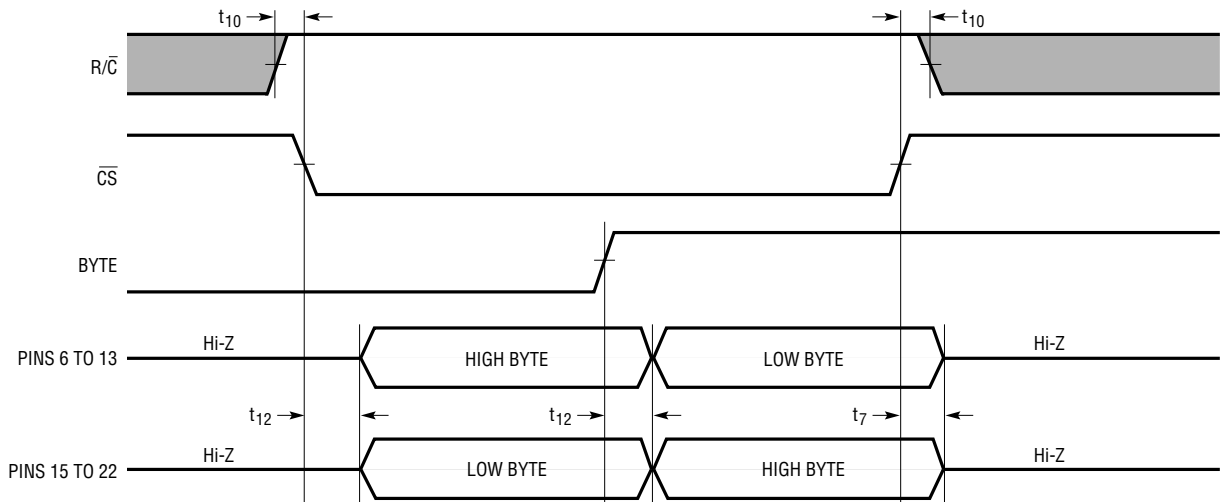 t10 t10
R/C̅
C̅S̅
BYTE
PINS 6 TO 13 Hi-Z HIGH BYTE LOW BYTE Hi-Z
t12 t12 t7
PINS 15 TO 22 Hi-Z LOW BYTE HIGH BYTE Hi-Z